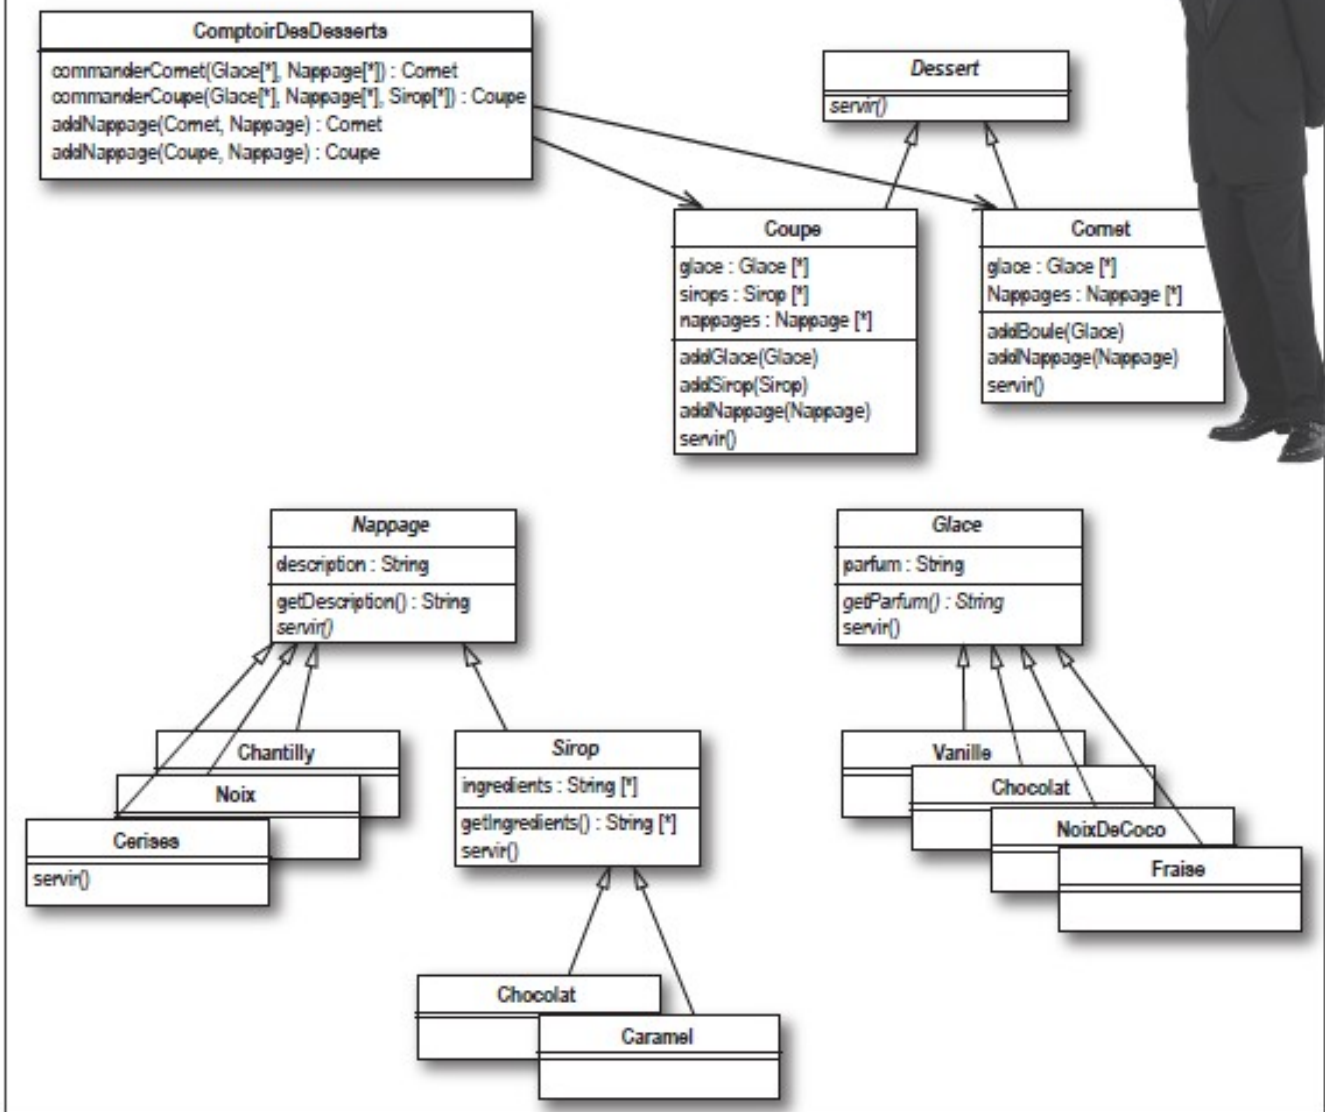 ComptoirDesDesserts
commanderCornet(Glace[*], Nappage[*]) : Cornet
commanderCoupe(Glace[*], Nappage[*], Sirop[*]) : Coupe
addNappage(Cornet, Nappage) : Cornet
addNappage(Coupe, Nappage) : Coupe
Dessert
servir()
Coupe
glace : Glace [*]
sirops : Sirop [*]
nappages : Nappage [*]
addGlace(Glace)
addSirop(Sirop)
addNappage(Nappage)
servir()
Cornet
glace : Glace [*]
Nappages : Nappage [*]
addBoule(Glace)
addNappage(Nappage)
servir()
Nappage
description : String
getDescription() : String
servir()
Glace
parfum : String
getParfum() : String
servir()
Chantilly
Noix
Cerises
servir()
Sirop
ingredients : String [*]
getIngredients() : String [*]
servir()
Vanille
Chocolat
NoixDeCoco
Fraise
Chocolat
Caramel